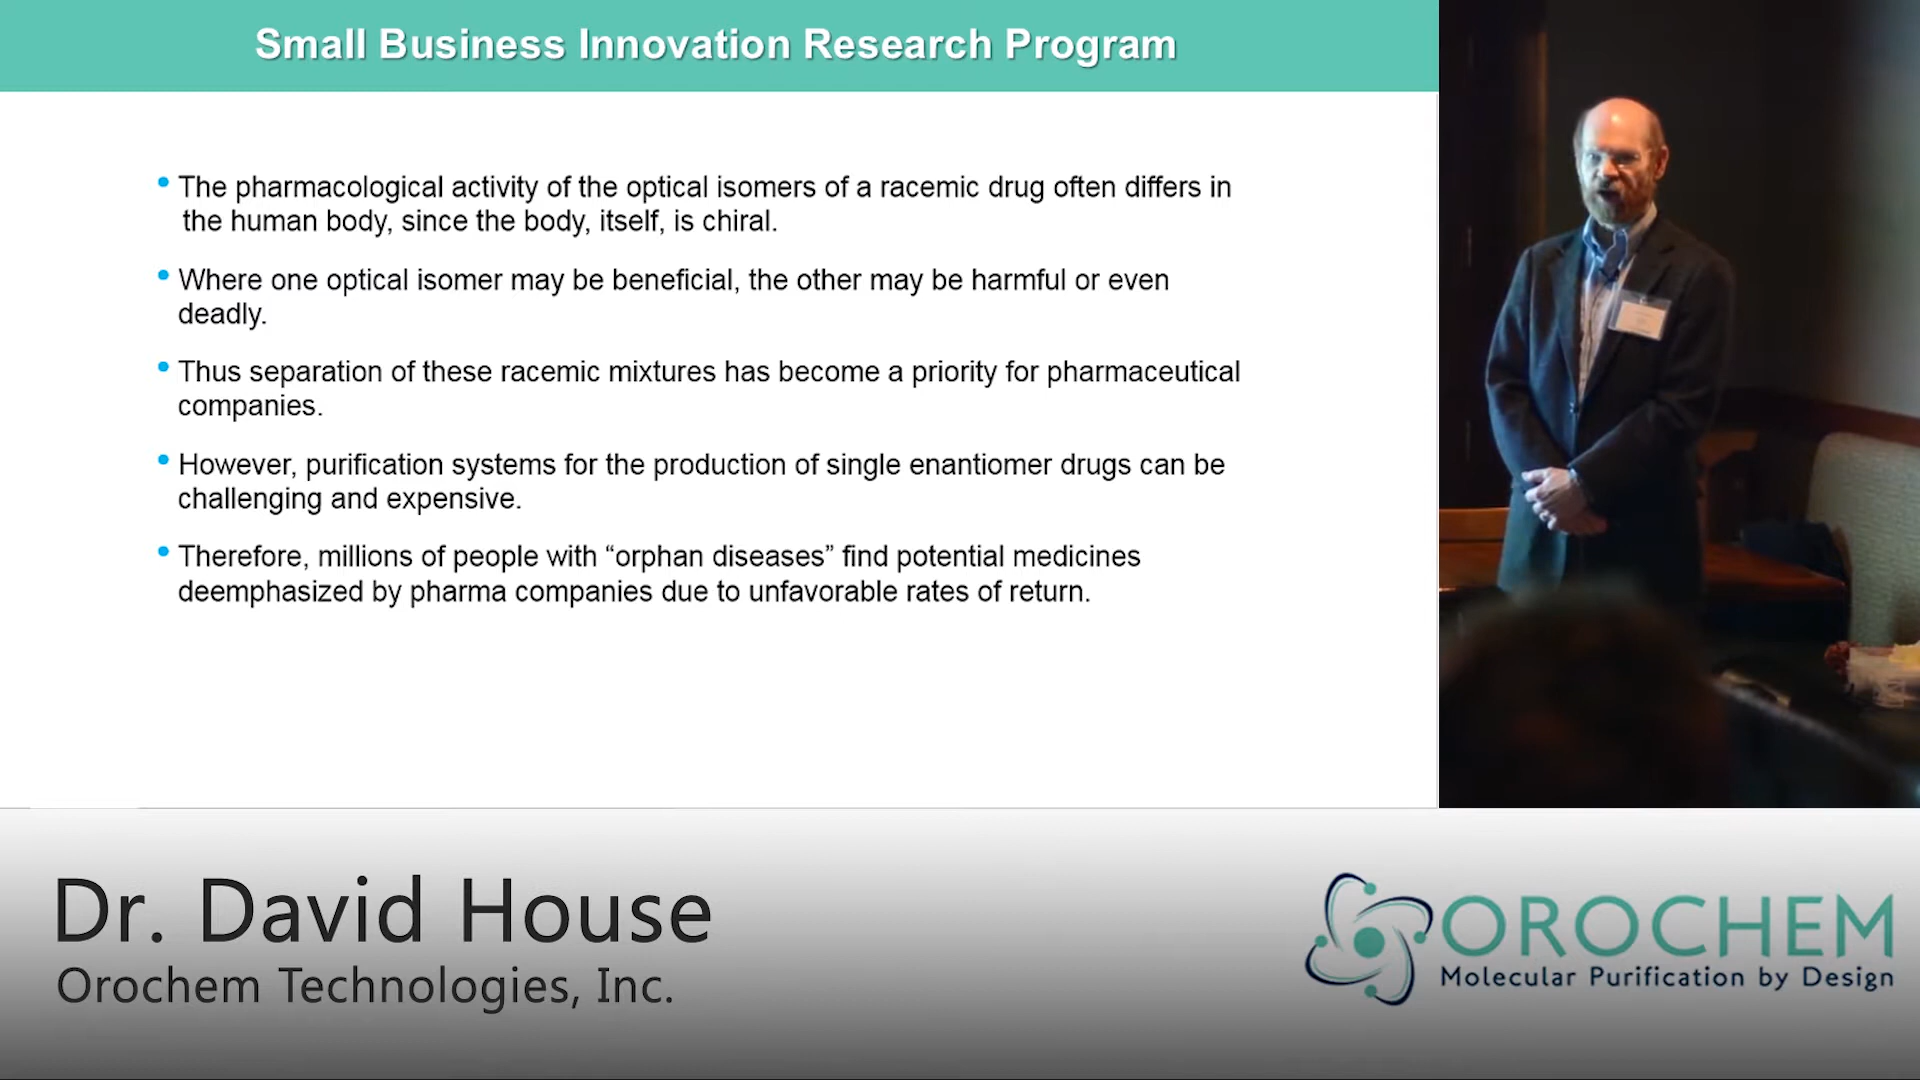 Small Business Innovation Research Program
• The pharmacological activity of the optical isomers of a racemic drug often differs in
the human body, since the body, itself, is chiral.
• Where one optical isomer may be beneficial, the other may be harmful or even
deadly.
• Thus separation of these racemic mixtures has become a priority for pharmaceutical
companies.
• However, purification systems for the production of single enantiomer drugs can be
challenging and expensive.
• Therefore, millions of people with “orphan diseases” find potential medicines
deemphasized by pharma companies due to unfavorable rates of return.
Dr. David House
Orochem Technologies, Inc.
OROCHEM
Molecular Purification by Design